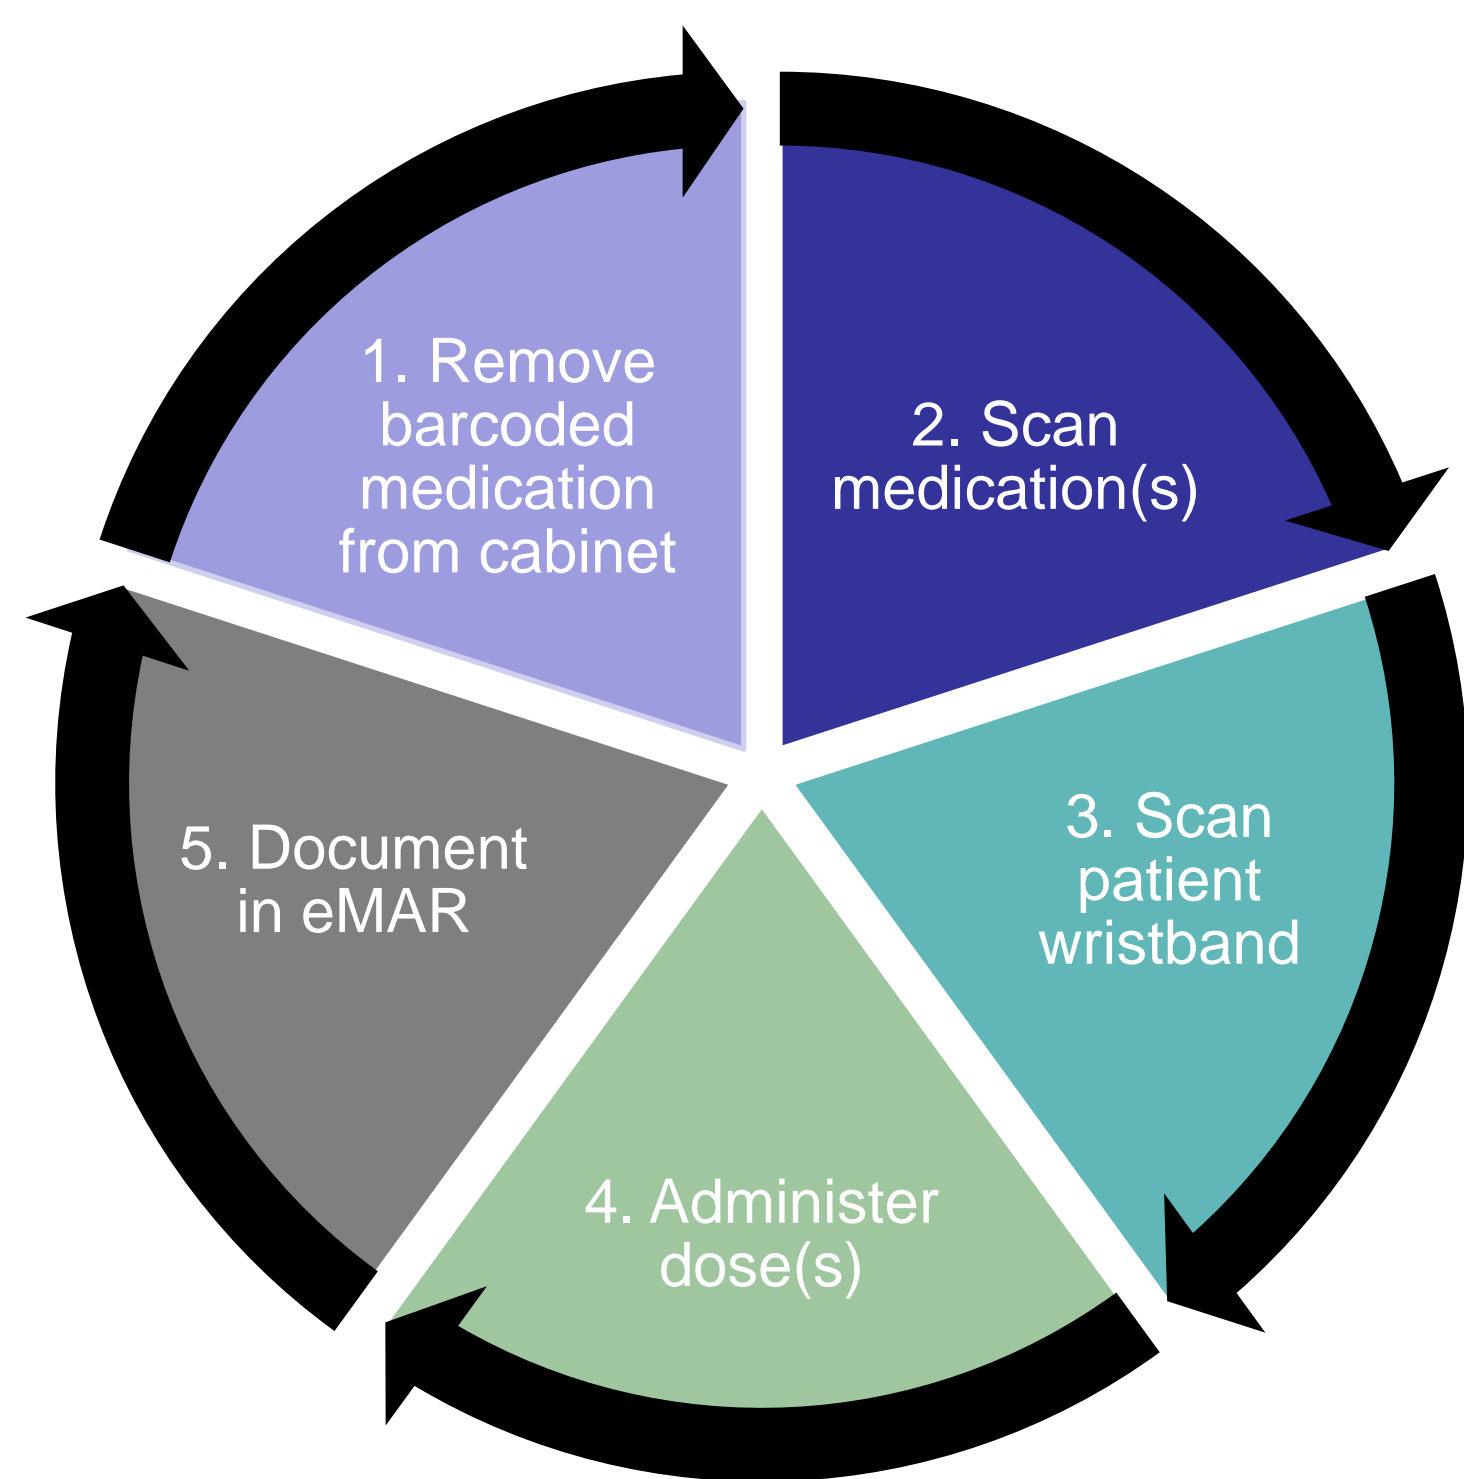 1. Remove
barcoded
medication
from cabinet
2. Scan
medication(s)
3. Scan
patient
wristband
4. Administer
dose(s)
5. Document
in eMAR